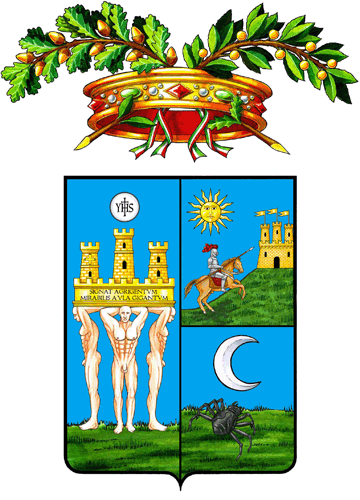 YHS
SIGNAT AGRIGENTVM
MIRABILIS AVLA GIGANTVM